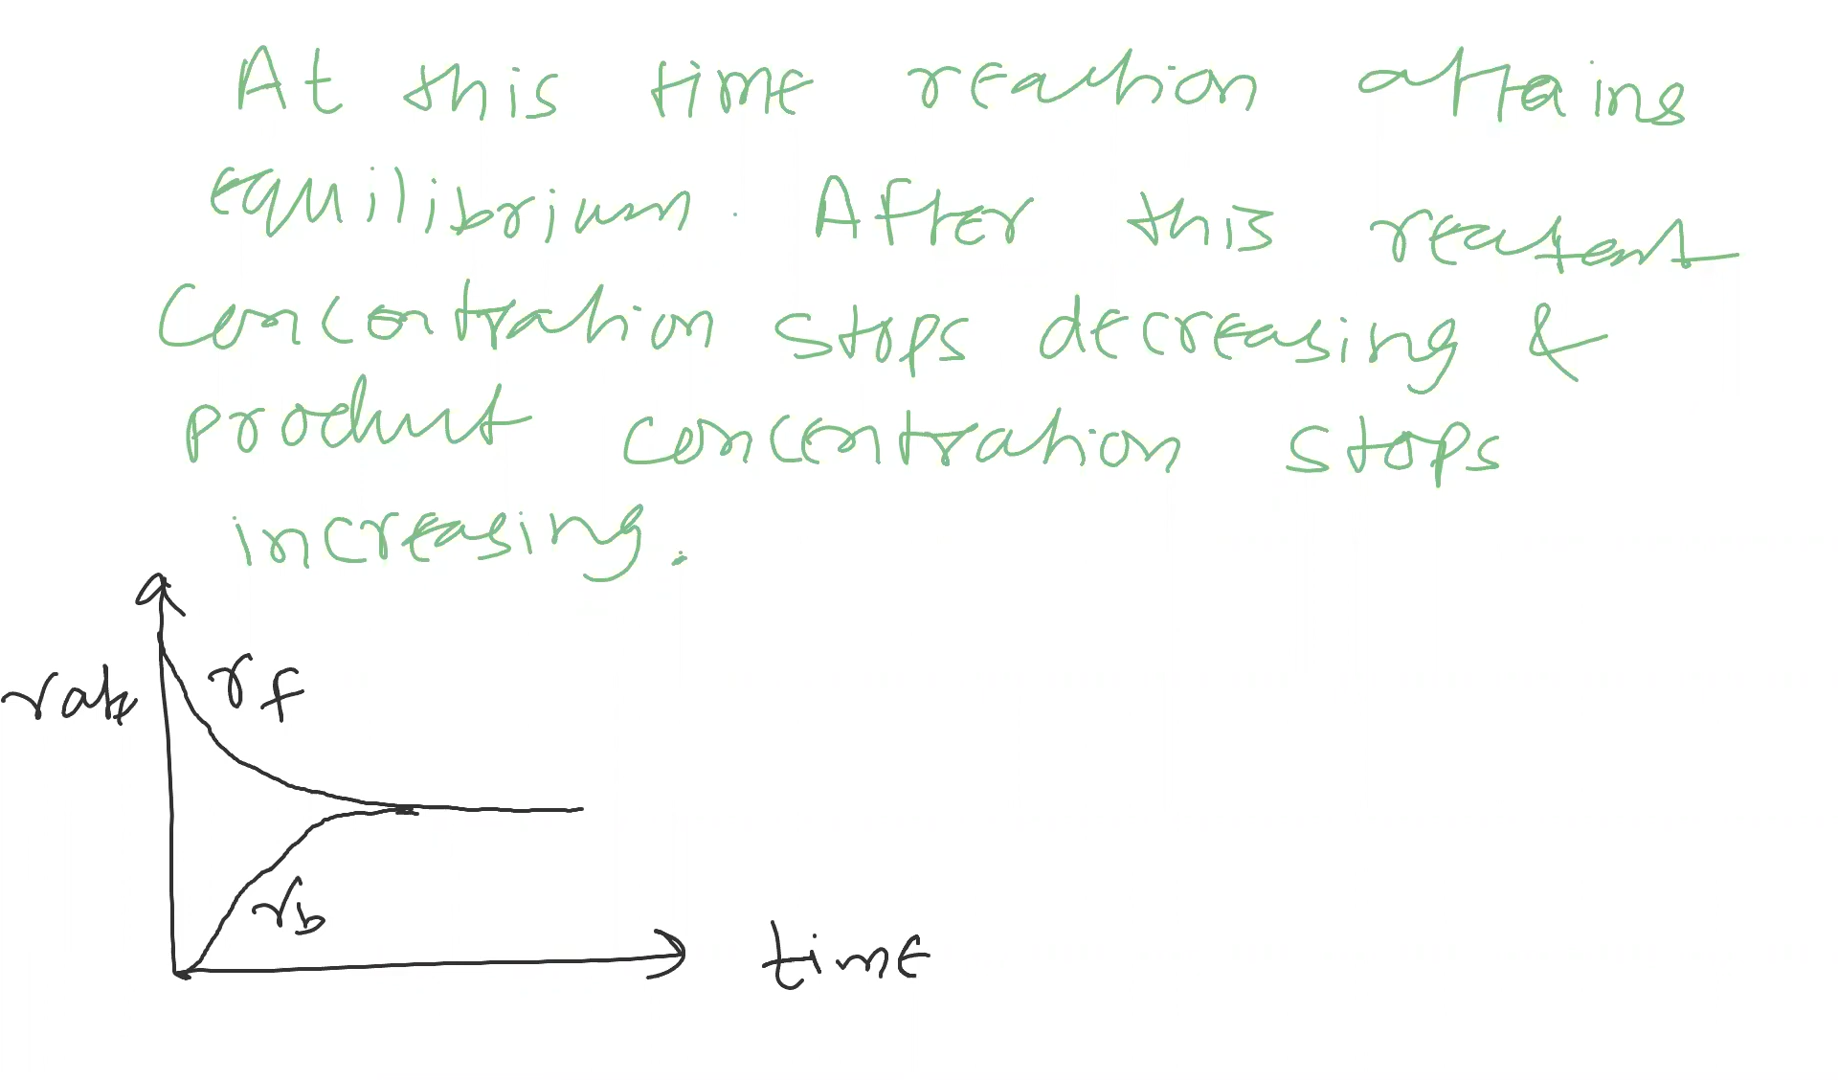 At this time reaction attains
equilibrium. After this reactant
concentration stops decreasing &
product concentration stops
increasing.
rate
rf
rb
time